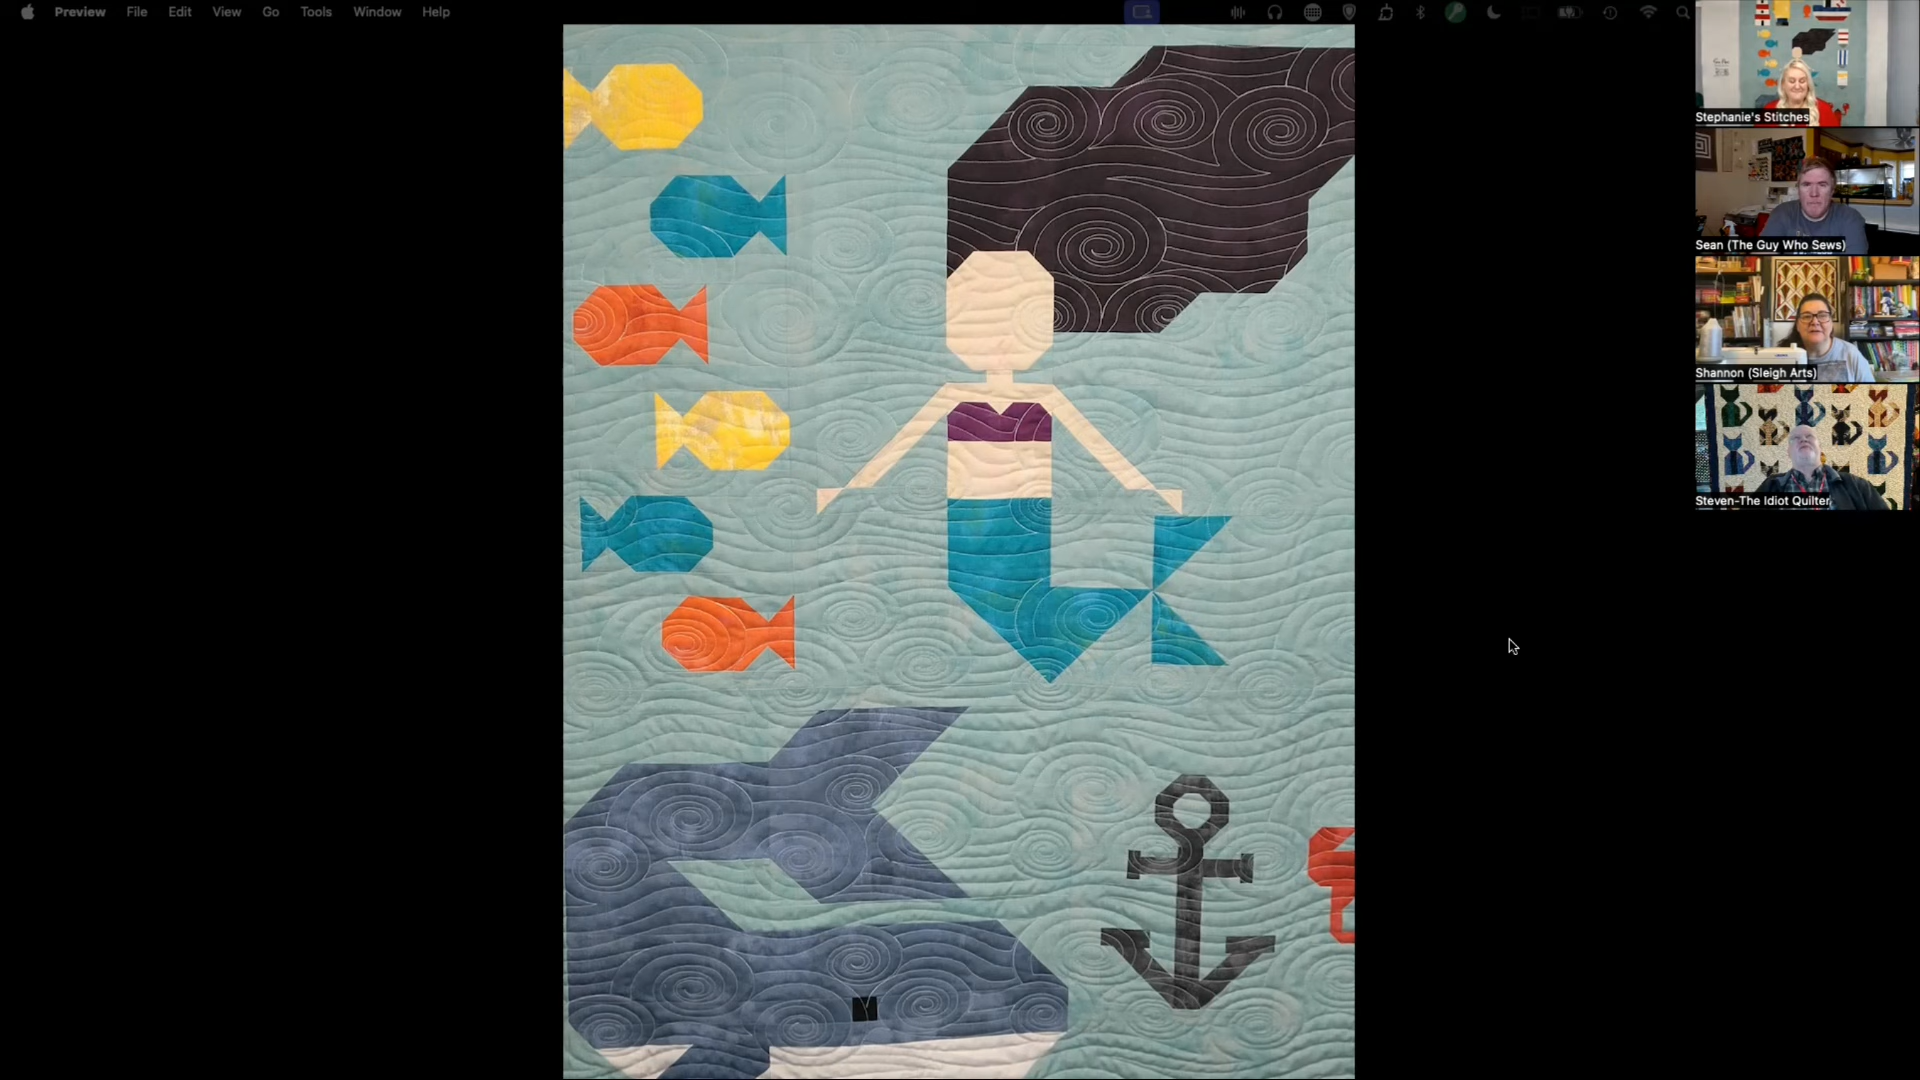 Preview File Edit View Go Tools Window Help
Stephanie's Stitches
Sean (The Guy Who Sews)
Shannon (Sleigh Arts)
Steven-The Idiot Quilter